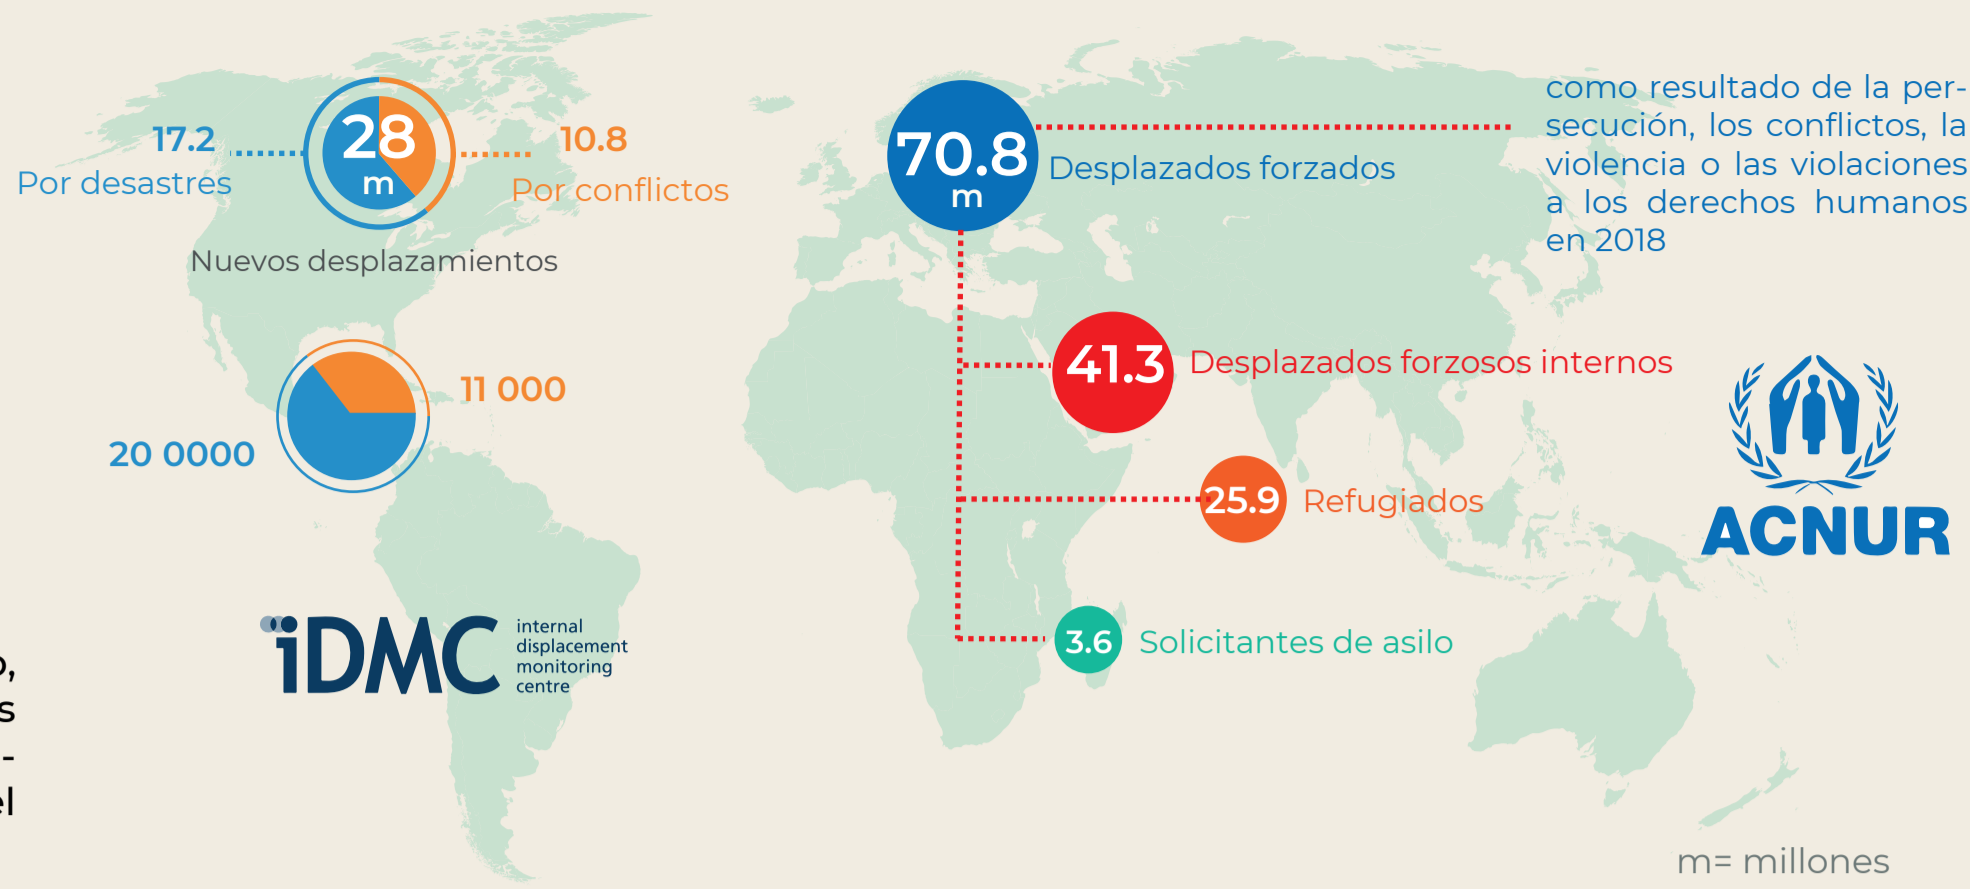 28
m
17.2
Por desastres
10.8
Por conflictos
Nuevos desplazamientos
11 000
20 0000
iDMC
internal
displacement
monitoring
centre
o,
s
-
el
70.8
m
Desplazados forzados
como resultado de la per-
secución, los conflictos, la
violencia o las violaciones
a los derechos humanos
en 2018
41.3
Desplazados forzosos internos
25.9
Refugiados
3.6
Solicitantes de asilo
ACNUR
m= millones